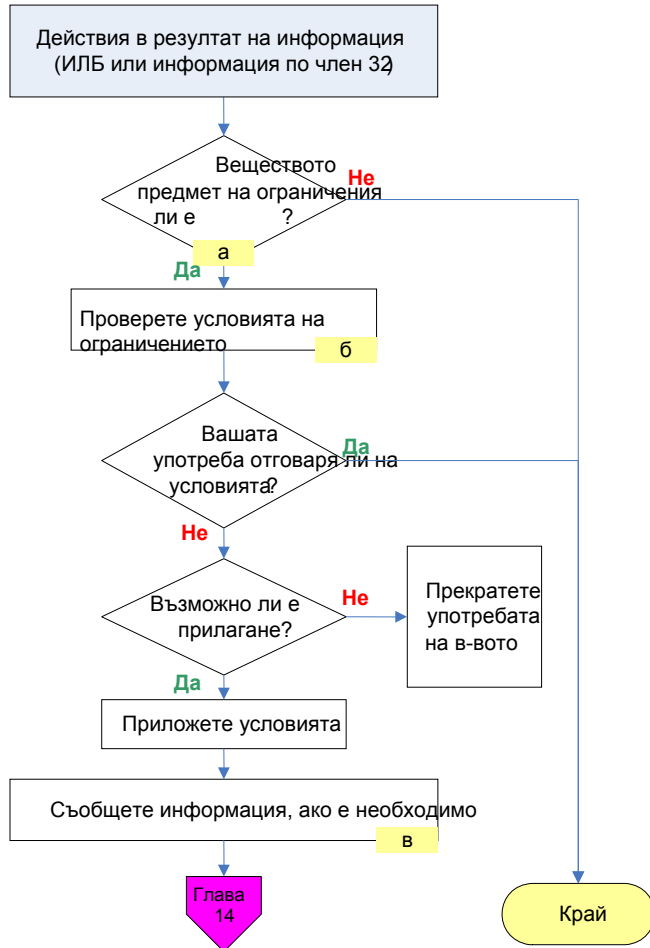 Действия в резултат на информация
(ИЛБ или информация по член 32)
Веществото
предмет на ограничения
ли е ?
Не
а
Да
Проверете условията на
ограничението
б
Вашата
употреба отговаря ли на
условията?
Да
Не
Възможно ли е
прилагане?
Не
Прекратете
употребата
на в-вото
Да
Приложете условията
Съобщете информация, ако е необходимо
в
Глава
14
Край